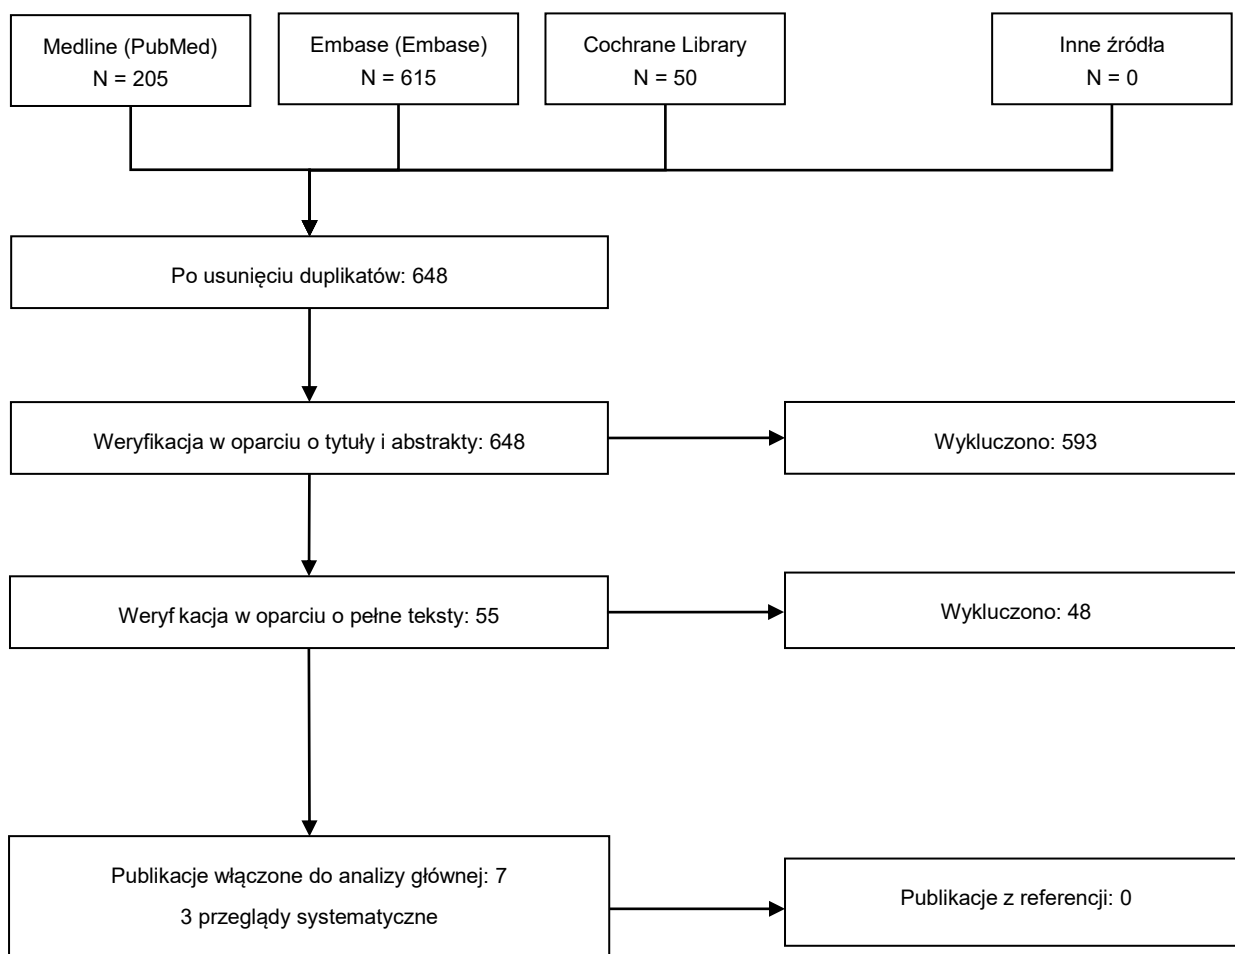 Medline (PubMed)
N = 205
Embase (Embase)
N = 615
Cochrane Library
N = 50
Inne źródła
N = 0
Po usunięciu duplikatów: 648
Weryfikacja w oparciu o tytuły i abstrakty: 648
Wykluczono: 593
Weryf kacja w oparciu o pełne teksty: 55
Wykluczono: 48
Publikacje włączone do analizy głównej: 7
3 przeglądy systematyczne
Publikacje z referencji: 0